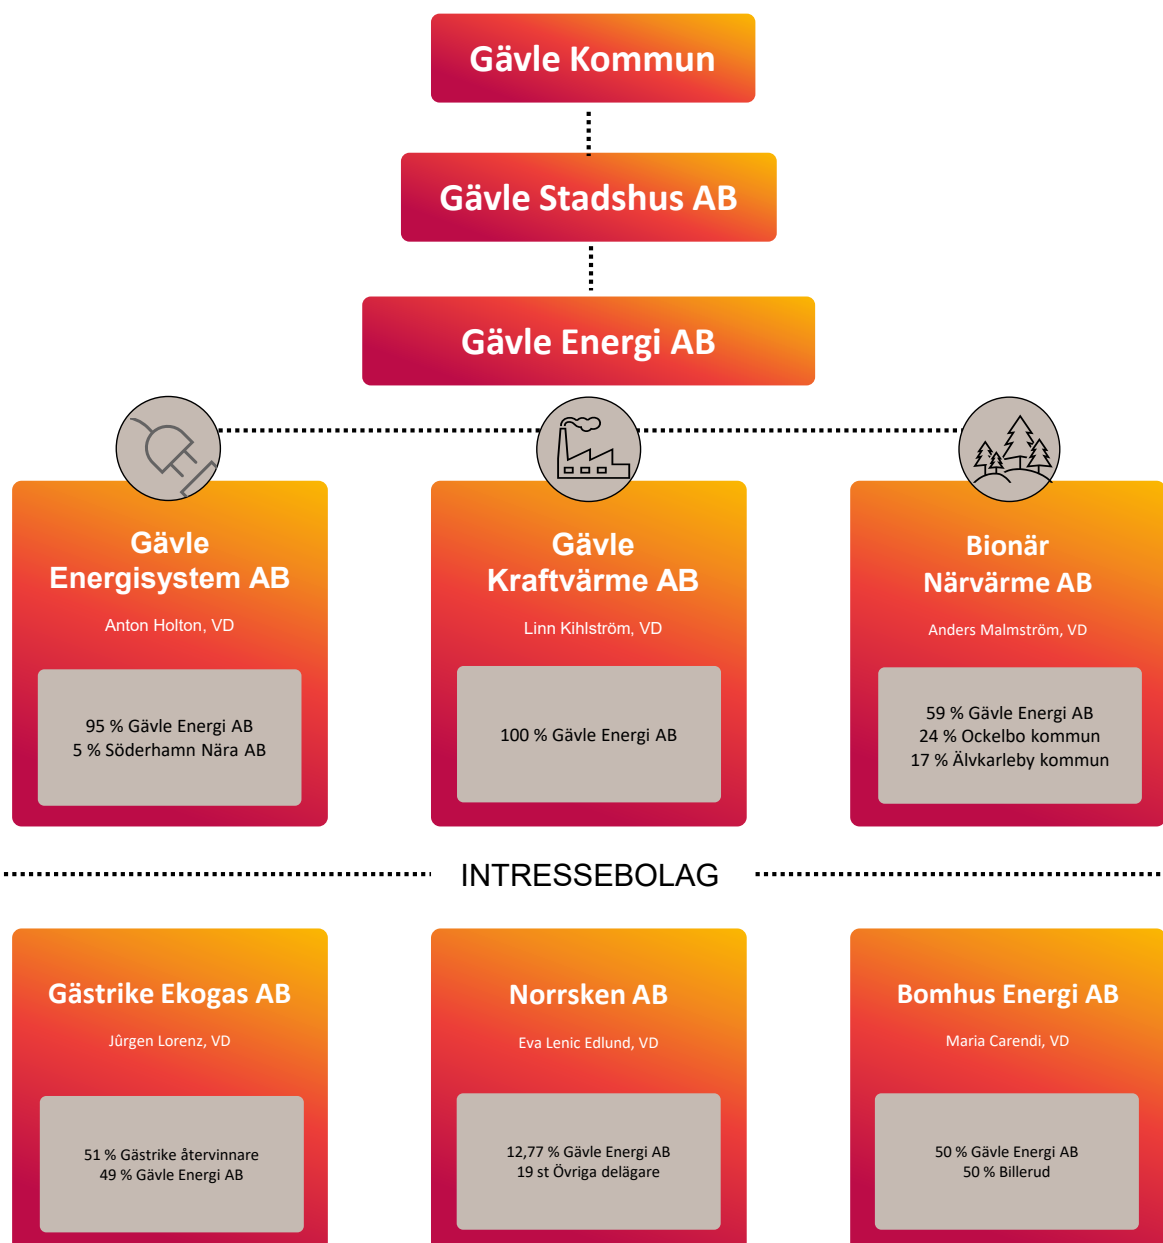 Gävle Kommun
Gävle Stadshus AB
Gävle Energi AB
Gävle
Energisystem AB
Anton Holton, VD
95 % Gävle Energi AB
5 % Söderhamn Nära AB
Gävle
Kraftvärme AB
Linn Kihlström, VD
100 % Gävle Energi AB
Bionär
Närvärme AB
Anders Malmström, VD
59 % Gävle Energi AB
24 % Ockelbo kommun
17 % Älvkarleby kommun
INTRESSEBOLAG
Gästrike Ekogas AB
Jûrgen Lorenz, VD
51 % Gästrike återvinnare
49 % Gävle Energi AB
Norrsken AB
Eva Lenic Edlund, VD
12,77 % Gävle Energi AB
19 st Övriga delägare
Bomhus Energi AB
Maria Carendi, VD
50 % Gävle Energi AB
50 % Billerud